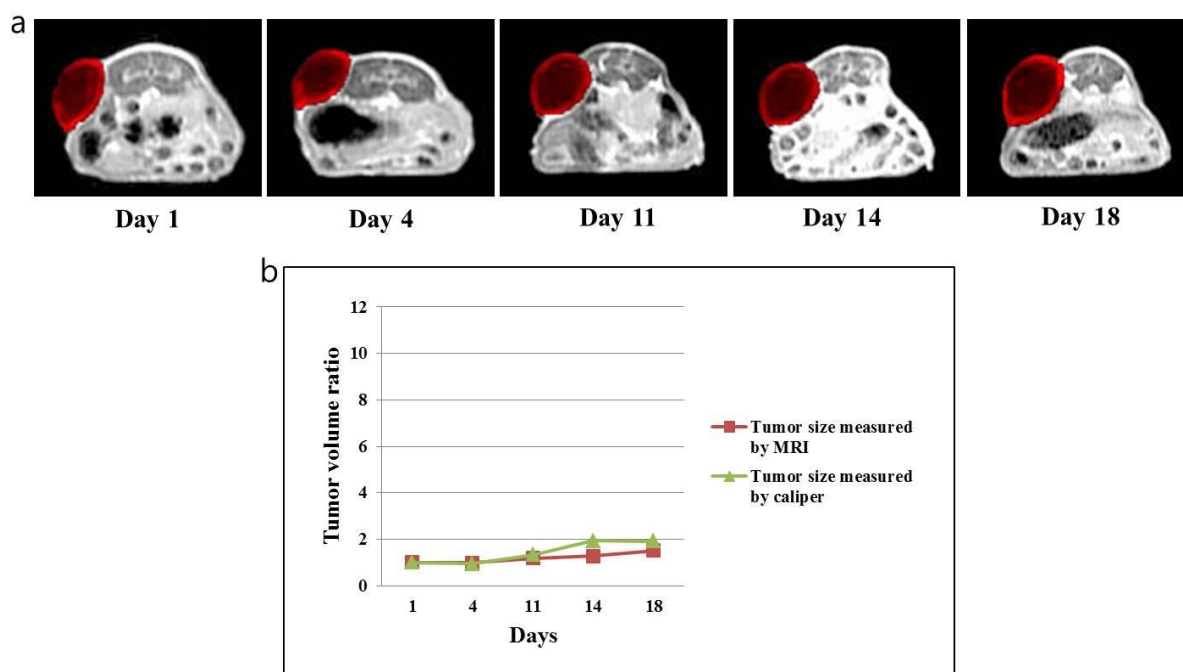 a
Day 1
Day 4
Day 11
Day 14
Day 18
b
Tumor volume ratio
12
10
8
6
4
2
0
1
4
11
14
18
Days
Tumor size measured
by MRI
Tumor size measured
by caliper